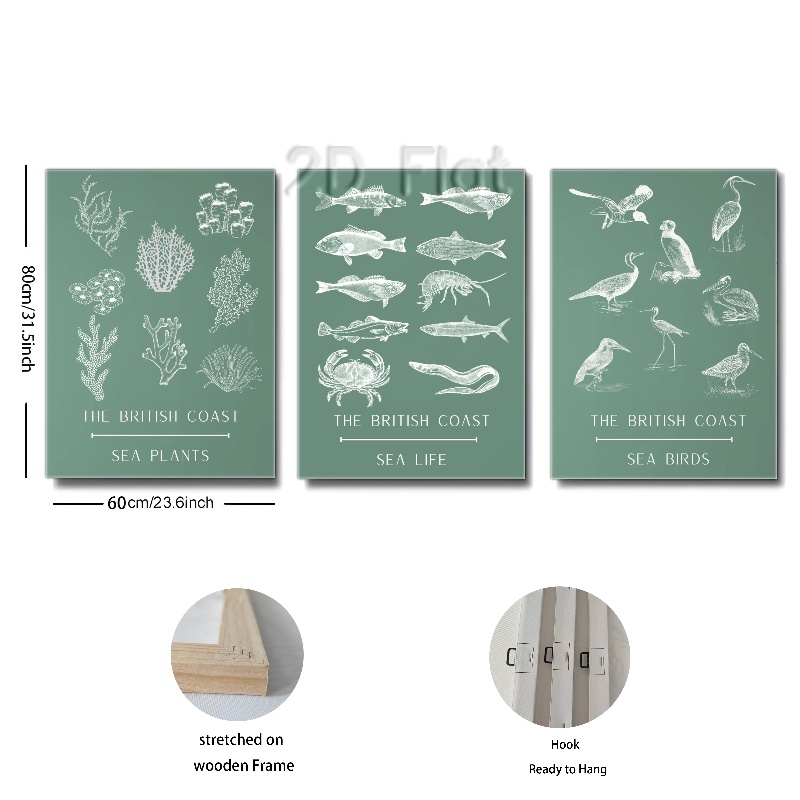 2D Flat
80cm/31.5inch
THE BRITISH COAST
SEA PLANTS
THE BRITISH COAST
SEA LIFE
THE BRITISH COAST
SEA BIRDS
60cm/23.6inch
stretched on
wooden Frame
Hook
Ready to Hang